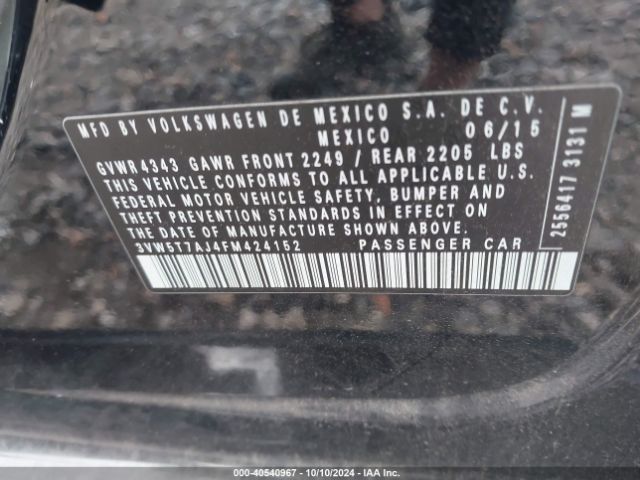 MFD BY VOLKSWAGEN DE MEXICO S.A. DE C.V.
MEXICO 06/15
GVWR 4343 GAWR FRONT 2249 / REAR 2205 LBS
THIS VEHICLE CONFORMS TO ALL APPLICABLE U.S.
FEDERAL MOTOR VEHICLE SAFETY, BUMPER AND
THEFT PREVENTION STANDARDS IN EFFECT ON
THE DATE OF MANUFACTURE SHOWN ABOVE.
3VW5T7AJ4FM424152 PASSENGER CAR
2556417 3131 M
00-40540967 - 10/10/2024 - IAA Inc.